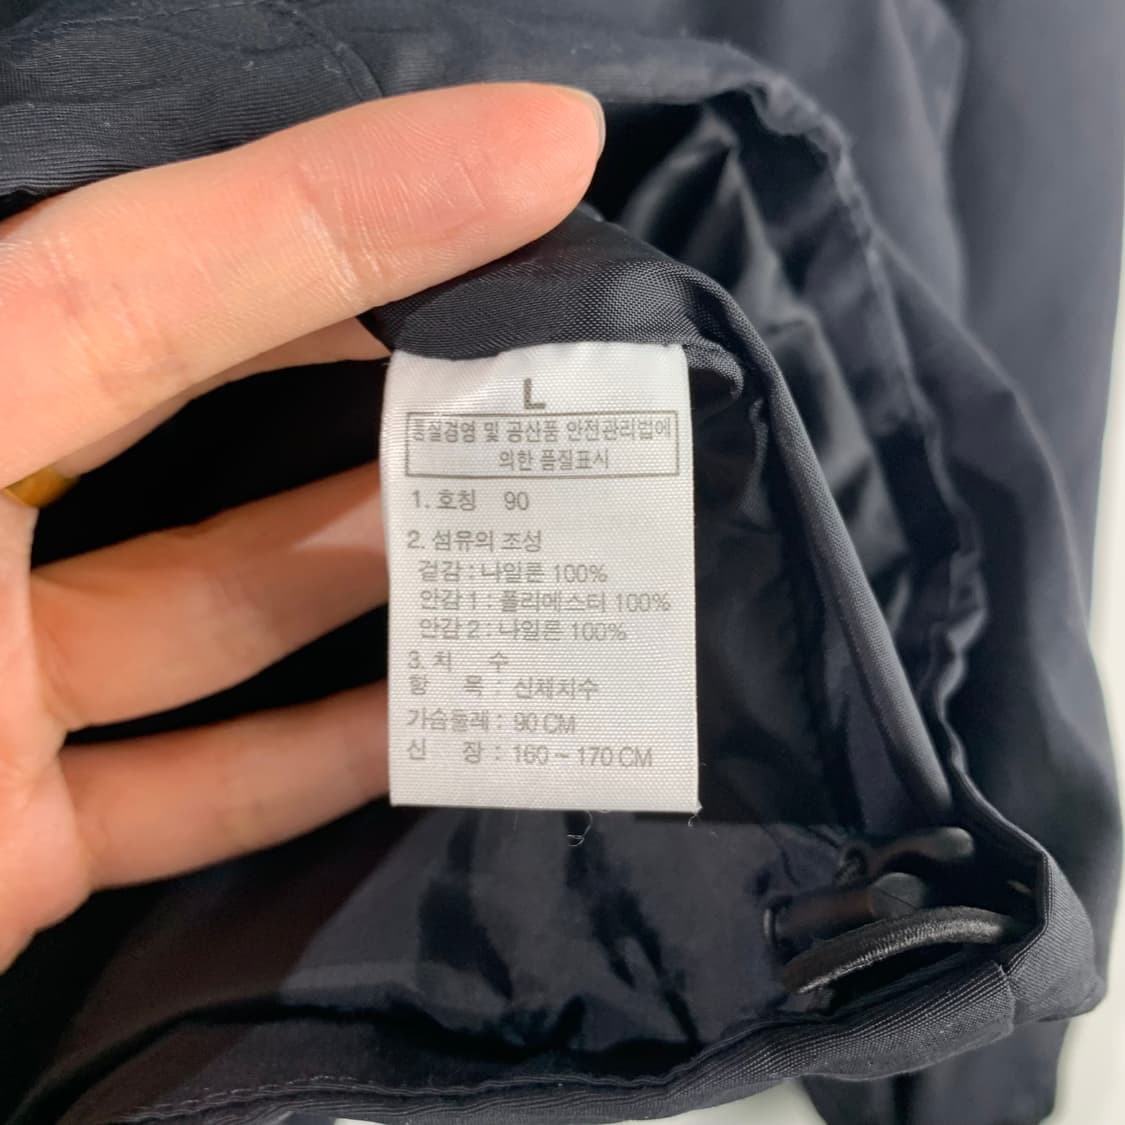 L
품질경영 및 공산품 안전관리법에
의한 품질표시
1. 호칭 90
2. 섬유의 조성
겉감 : 나일론 100%
안감 1 : 폴리에스터 100%
안감 2 : 나일론 100%
3. 치 수
항 목 : 신체치수
가슴둘레 : 90 CM
신 장 : 160 ~ 170 CM